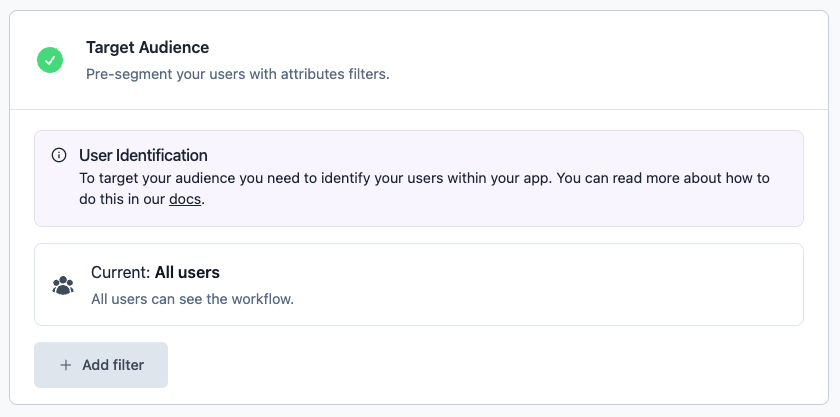 Target Audience
Pre-segment your users with attributes filters.
User Identification
To target your audience you need to identify your users within your app. You can read more about how to
do this in our docs.
Current: All users
All users can see the workflow.
Add filter